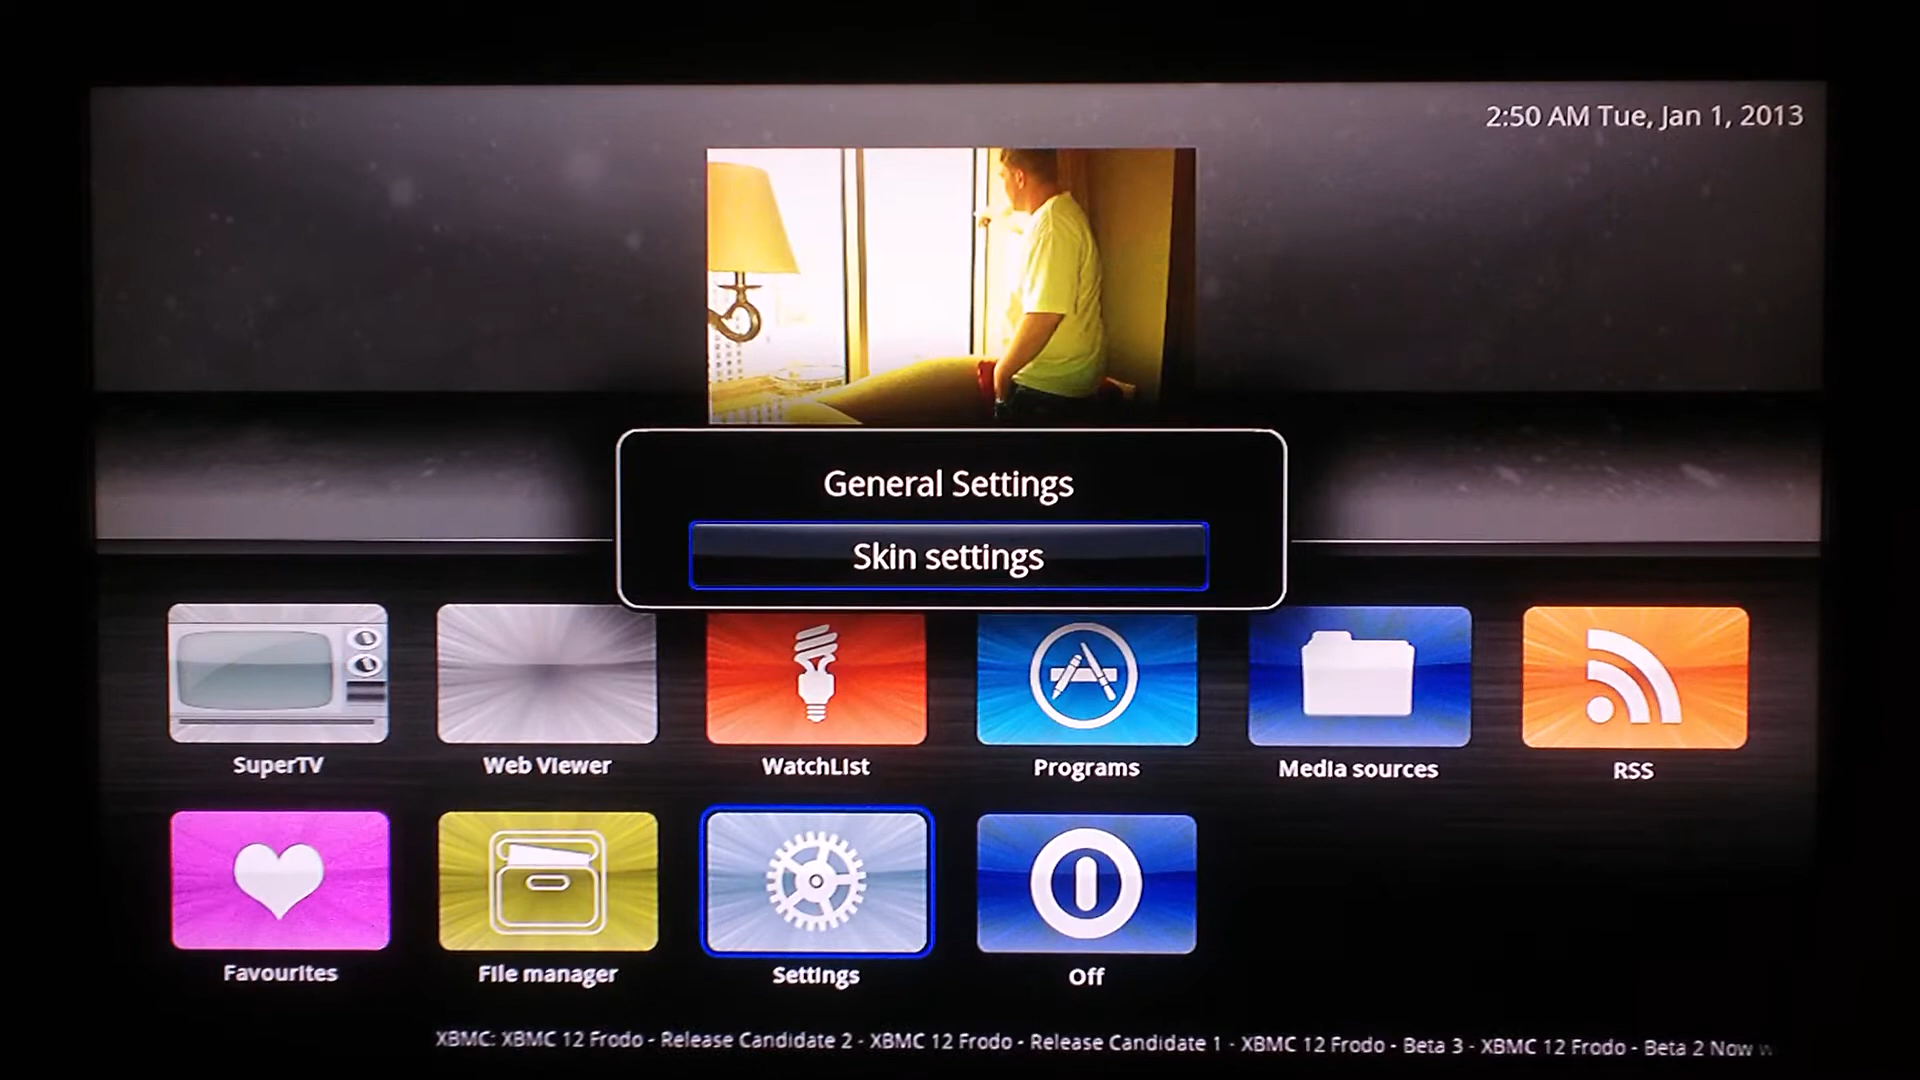 2:50 AM Tue, Jan 1, 2013
General Settings
Skin settings
SuperTV
Web Viewer
WatchList
Programs
Media sources
RSS
Favourites
File manager
Settings
Off
XBMC: XBMC 12 Frodo - Release Candidate 2 - XBMC 12 Frodo - Release Candidate 1 - XBMC 12 Frodo - Beta 3 - XBMC 12 Frodo - Beta 2 Now